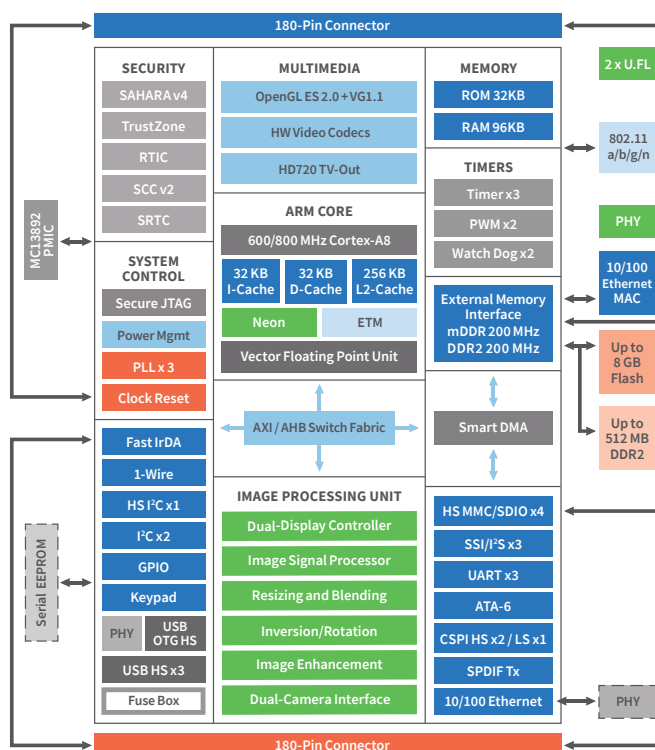 180-Pin Connector
SECURITY
SAHARA v4
TrustZone
RTIC
SCC v2
SRTC
SYSTEM
CONTROL
Secure JTAG
Power Mgmt
PLL x 3
Clock Reset
Fast IrDA
1-Wire
HS I²C x1
I²C x2
GPIO
Keypad
PHY
USB
OTG HS
USB HS x3
Fuse Box
MC13892
PMIC
Serial EEPROM
MULTIMEDIA
OpenGL ES 2.0 + VG1.1
HW Video Codecs
HD720 TV-Out
ARM CORE
600/800 MHz Cortex-A8
32 KB
I-Cache
32 KB
D-Cache
256 KB
L2-Cache
Neon
ETM
Vector Floating Point Unit
AXI / AHB Switch Fabric
IMAGE PROCESSING UNIT
Dual-Display Controller
Image Signal Processor
Resizing and Blending
Inversion/Rotation
Image Enhancement
Dual-Camera Interface
MEMORY
ROM 32KB
RAM 96KB
TIMERS
Timer x3
PWM x2
Watch Dog x2
External Memory
Interface
mDDR 200 MHz
DDR2 200 MHz
Smart DMA
HS MMC/SDIO x4
SSI/I²S x3
UART x3
ATA-6
CSPI HS x2 / LS x1
SPDIF Tx
10/100 Ethernet
2 x U.FL
802.11
a/b/g/n
PHY
10/100
Ethernet
MAC
Up to
8 GB
Flash
Up to
512 MB
DDR2
PHY
180-Pin Connector